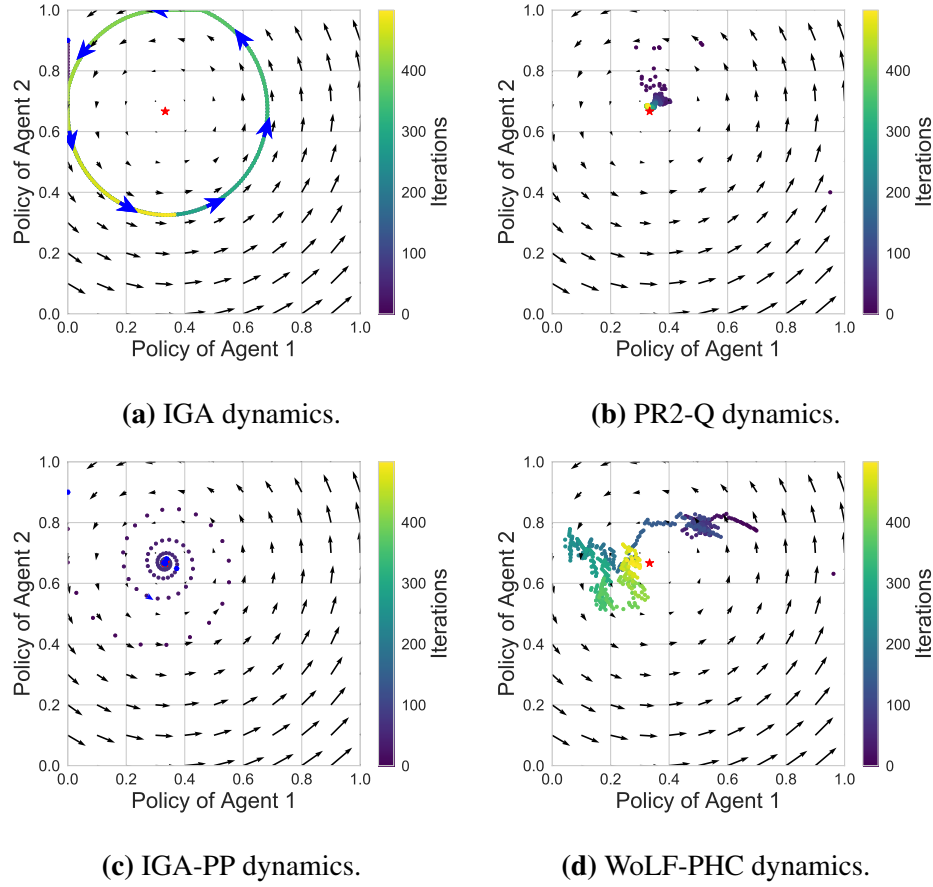 1.0
0.8
0.6
0.4
0.2
0.0
0.0 0.2 0.4 0.6 0.8 1.0
Policy of Agent 2
Policy of Agent 1
400
300
200
100
0
Iterations
1.0
0.8
0.6
0.4
0.2
0.0
0.0 0.2 0.4 0.6 0.8 1.0
Policy of Agent 2
Policy of Agent 1
400
300
200
100
0
Iterations
(a) IGA dynamics.
(b) PR2-Q dynamics.
1.0
0.8
0.6
0.4
0.2
0.0
0.0 0.2 0.4 0.6 0.8 1.0
Policy of Agent 2
Policy of Agent 1
400
300
200
100
0
Iterations
1.0
0.8
0.6
0.4
0.2
0.0
0.0 0.2 0.4 0.6 0.8 1.0
Policy of Agent 2
Policy of Agent 1
400
300
200
100
0
Iterations
(c) IGA-PP dynamics.
(d) WoLF-PHC dynamics.